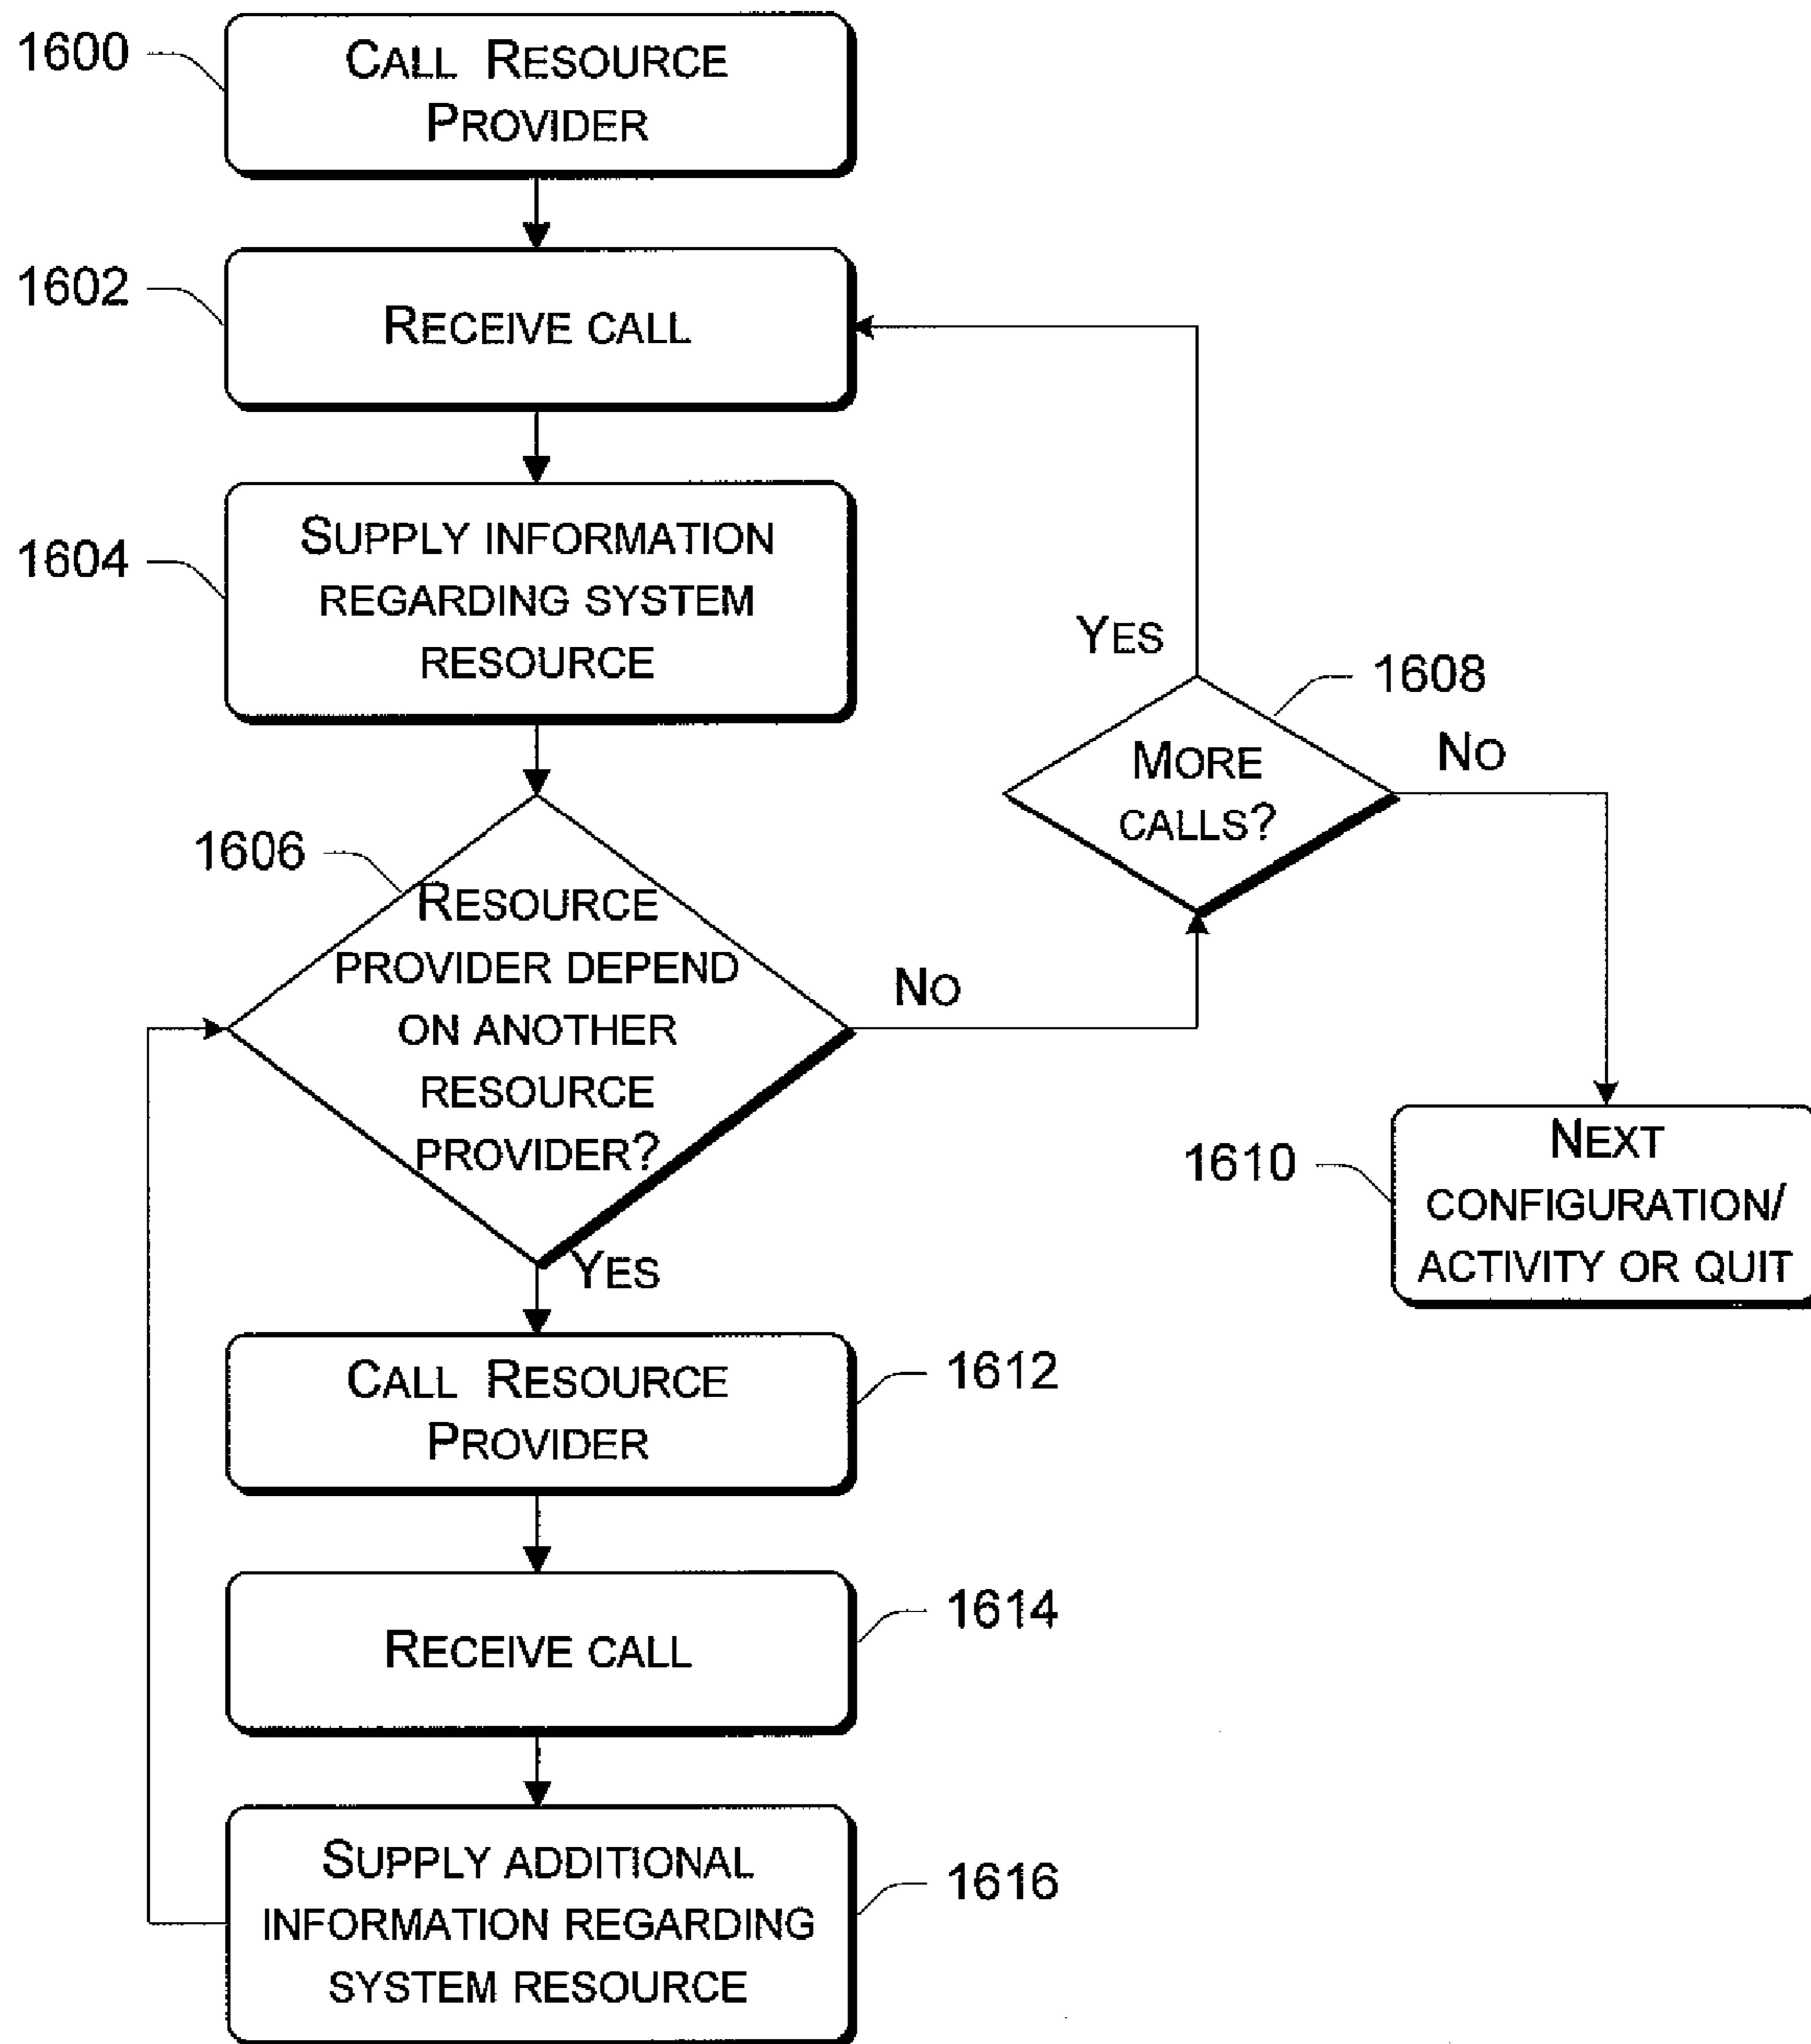 1600
CALL RESOURCE
PROVIDER
1602
RECEIVE CALL
1604
SUPPLY INFORMATION
REGARDING SYSTEM
RESOURCE
YES
1608
MORE
CALLS?
NO
1606
RESOURCE
PROVIDER DEPEND
ON ANOTHER
RESOURCE
PROVIDER?
NO
YES
1610
NEXT
CONFIGURATION/
ACTIVITY OR QUIT
CALL RESOURCE
PROVIDER
1612
RECEIVE CALL
1614
SUPPLY ADDITIONAL
INFORMATION REGARDING
SYSTEM RESOURCE
1616